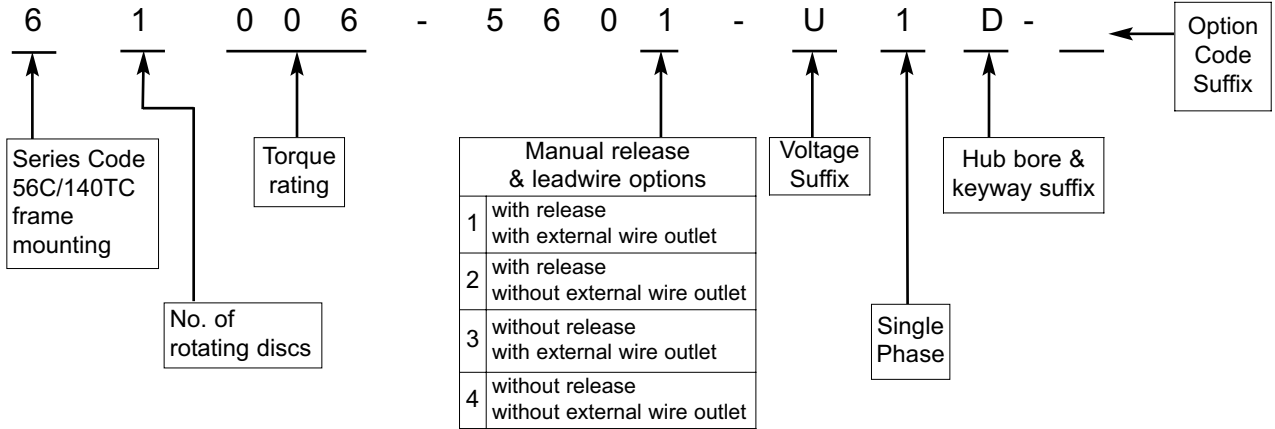 6 1 0 0 6 - 5 6 0 1 - U 1 D -
Option
Code
Suffix
Series Code
56C/140TC
frame
mounting
No. of
rotating discs
Torque
rating
Manual release
& leadwire options
1 with release
with external wire outlet
2 with release
without external wire outlet
3 without release
with external wire outlet
4 without release
without external wire outlet
Voltage
Suffix
Single
Phase
Hub bore &
keyway suffix